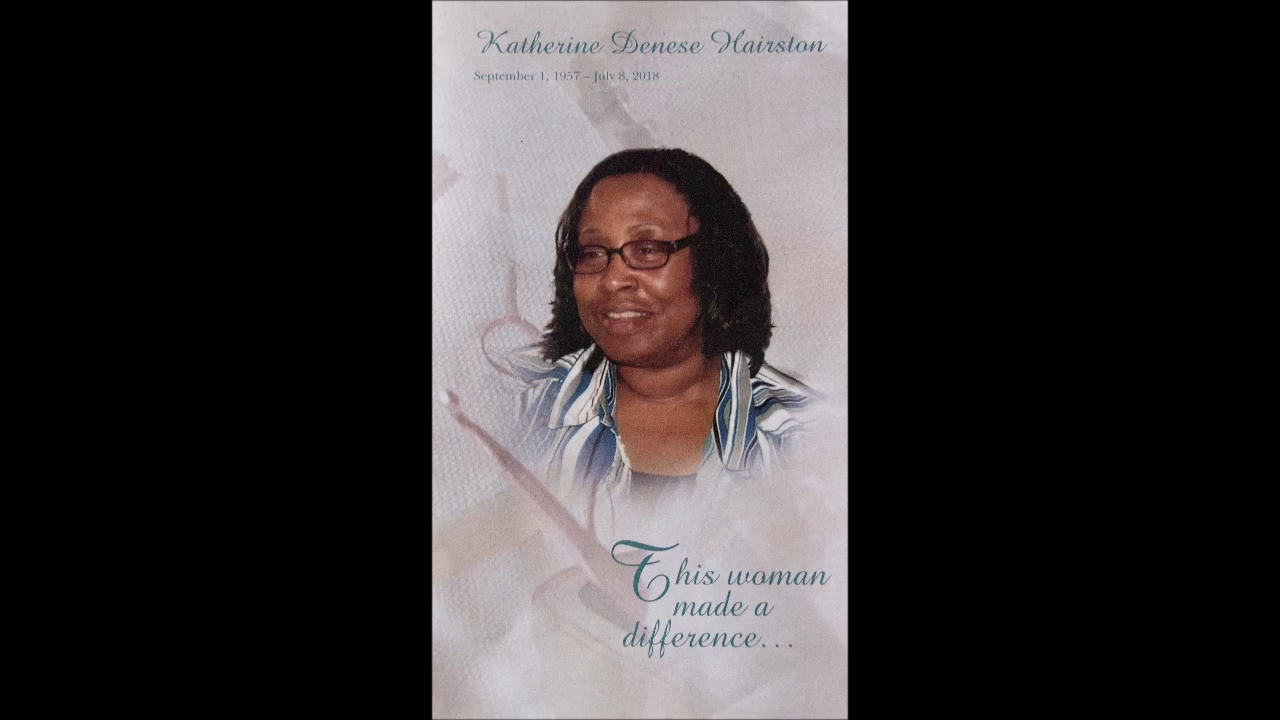 Katherine Denese Hairston
September 1, 1957 – July 8, 2018
This woman
made a
difference...